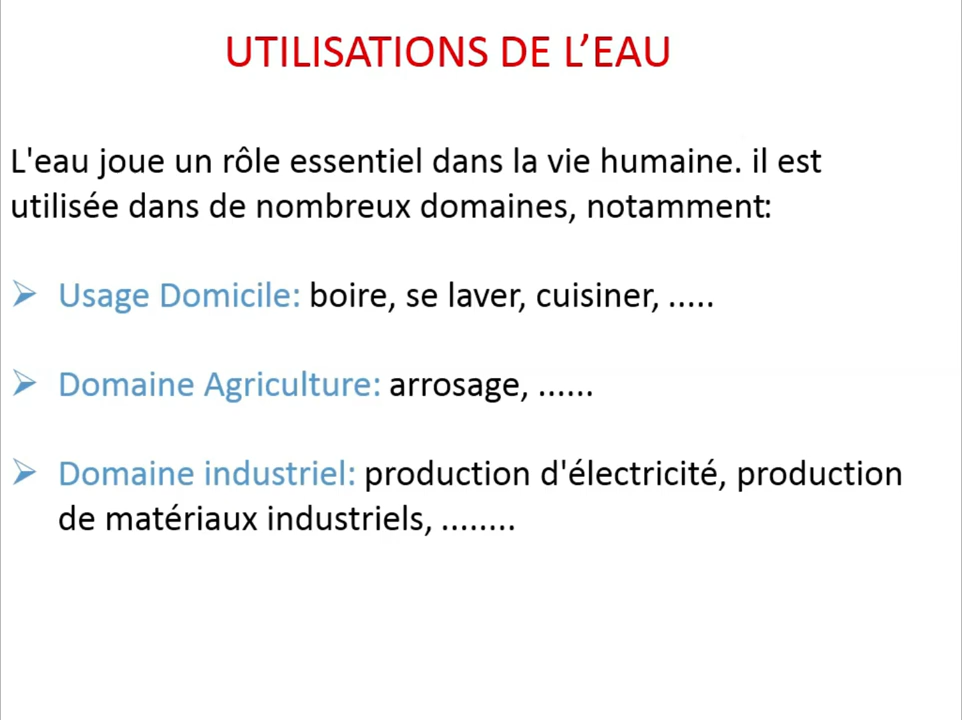 UTILISATIONS DE L’EAU
L'eau joue un rôle essentiel dans la vie humaine. il est
utilisée dans de nombreux domaines, notamment:
Usage Domicile: boire, se laver, cuisiner, .....
Domaine Agriculture: arrosage, ......
Domaine industriel: production d'électricité, production
de matériaux industriels, ........